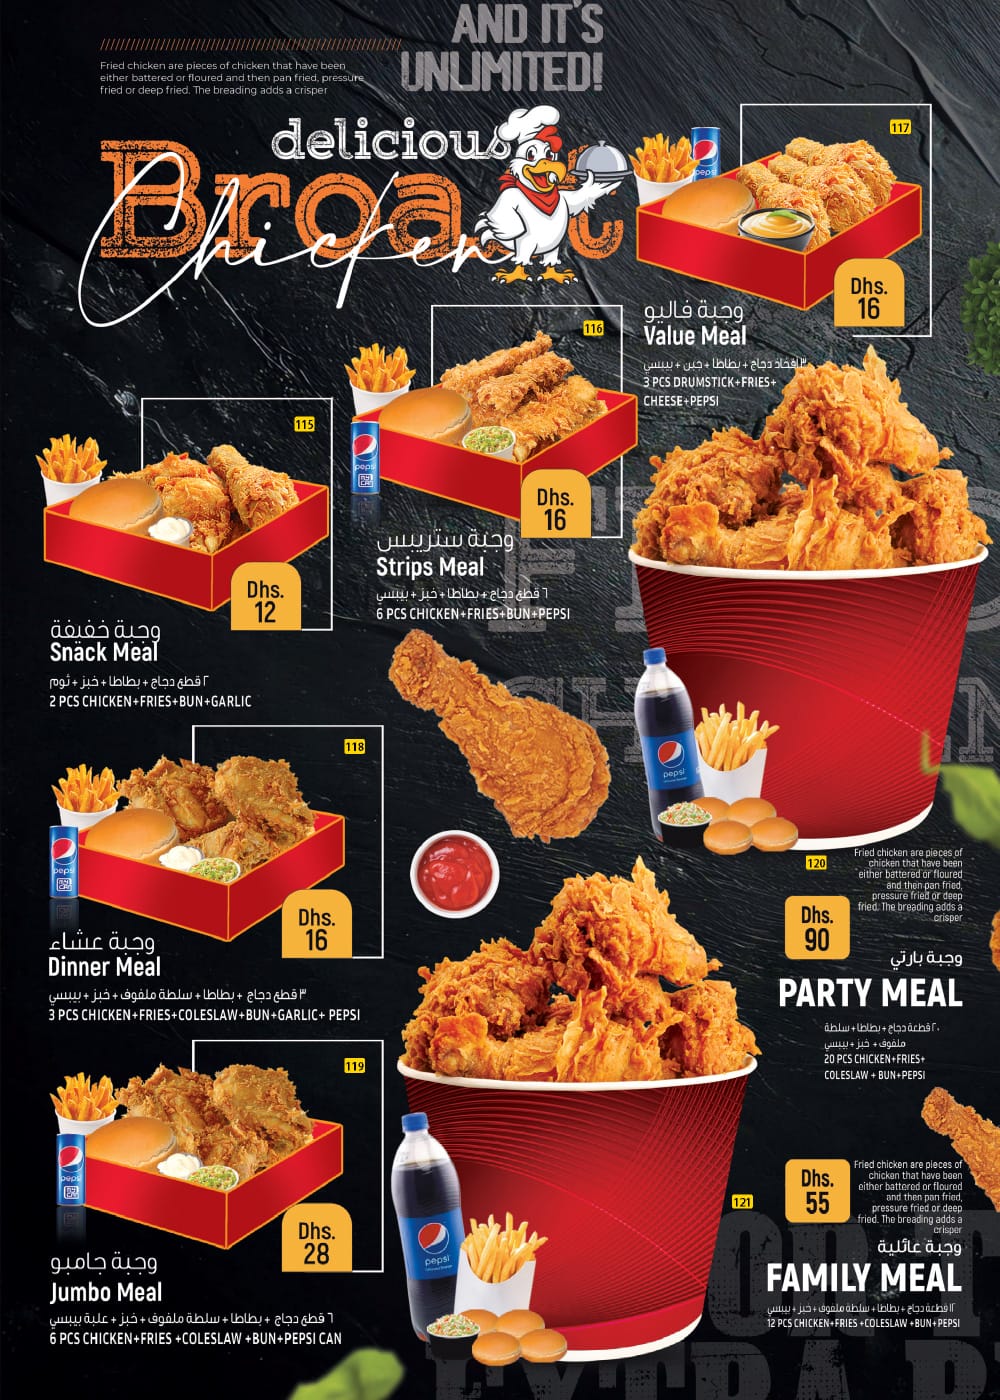 AND IT'S
UNLIMITED!
Fried chicken are pieces of chicken that have been
either battered or floured and then pan fried, pressure
fried or deep fried. The breading adds a crisper
delicious
Broast
Chicken
117
pepsi
Dhs.
16
وجبة فاليو
Value Meal
٣ افخاذ دجاج + بطاطا + جبن + بيبسي
3 PCS DRUMSTICK+FRIES+
CHEESE+PEPSI
116
pepsi
Dhs.
16
وجبة ستريبس
Strips Meal
٦ قطع دجاج + بطاطا + خبز + بيبسي
6 PCS CHICKEN+FRIES+BUN+PEPSI
115
Dhs.
12
وجبة خفيفة
Snack Meal
٢ قطع دجاج + بطاطا + خبز + ثوم
2 PCS CHICKEN+FRIES+BUN+GARLIC
118
pepsi
Dhs.
16
وجبة عشاء
Dinner Meal
٣ قطع دجاج + بطاطا + سلطة ملفوف + خبز + بيبسي
3 PCS CHICKEN+FRIES+COLESLAW+BUN+GARLIC+ PEPSI
119
pepsi
Dhs.
28
وجبة جامبو
Jumbo Meal
٦ قطع دجاج + بطاطا + سلطة ملفوف + خبز + علبة بيبسي
6 PCS CHICKEN+FRIES +COLESLAW +BUN+PEPSI CAN
pepsi
120
Fried chicken are pieces of
chicken that have been
either battered or floured
and then pan fried,
pressure fried or deep
fried. The breading adds a
crisper
Dhs.
90
وجبة بارتي
PARTY MEAL
٢٠ قطعة دجاج + بطاطا + سلطة
ملفوف + خبز + بيبسي
20 PCS CHICKEN+FRIES+
COLESLAW + BUN+PEPSI
pepsi
121
Dhs.
55
Fried chicken are pieces of
chicken that have been
either battered or floured
and then pan fried,
pressure fried or deep
fried. The breading adds a
crisper
وجبة عائلية
FAMILY MEAL
١٢ قطعة دجاج + بطاطا + سلطة ملفوف + خبز + بيبسي
12 PCS CHICKEN+FRIES+COLESLAW +BUN+PEPSI